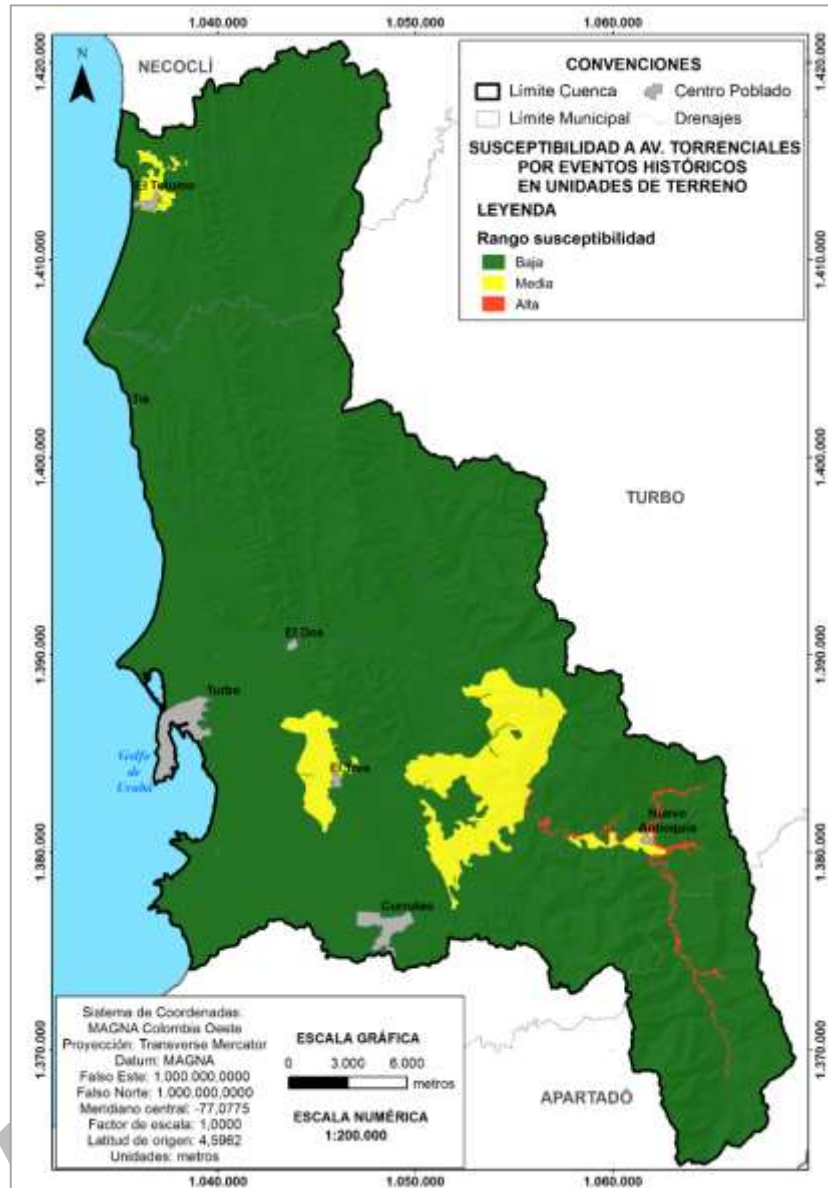 1.040.000 1.050.000 1.060.000
1.420.000
1.420.000
N
NECOCLÍ
CONVENCIONES
Límite Cuenca Centro Poblado
Límite Municipal Drenajes
SUSCEPTIBILIDAD A AV. TORRENCIALES
POR EVENTOS HISTÓRICOS
EN UNIDADES DE TERRENO
LEYENDA
Rango susceptibilidad
Baja
Media
Alta
El Totumo
1.410.000
1.410.000
Tie
1.400.000
1.400.000
TURBO
El Dos
1.390.000
1.390.000
Turbo
Golfo
de
Urabá
El Tres
Nuevo
Antioquia
1.380.000
1.380.000
Currulao
1.370.000
1.370.000
APARTADÓ
Sistema de Coordenadas:
MAGNA Colombia Oeste
Proyección: Transverse Mercator
Datum: MAGNA
Falso Este: 1.000.000,0000
Falso Norte: 1.000.000,0000
Meridiano central: -77,0775
Factor de escala: 1,0000
Latitud de origen: 4,5962
Unidades: metros
ESCALA GRÁFICA
0 3.000 6.000
metros
ESCALA NUMÉRICA
1:200.000
1.040.000 1.050.000 1.060.000